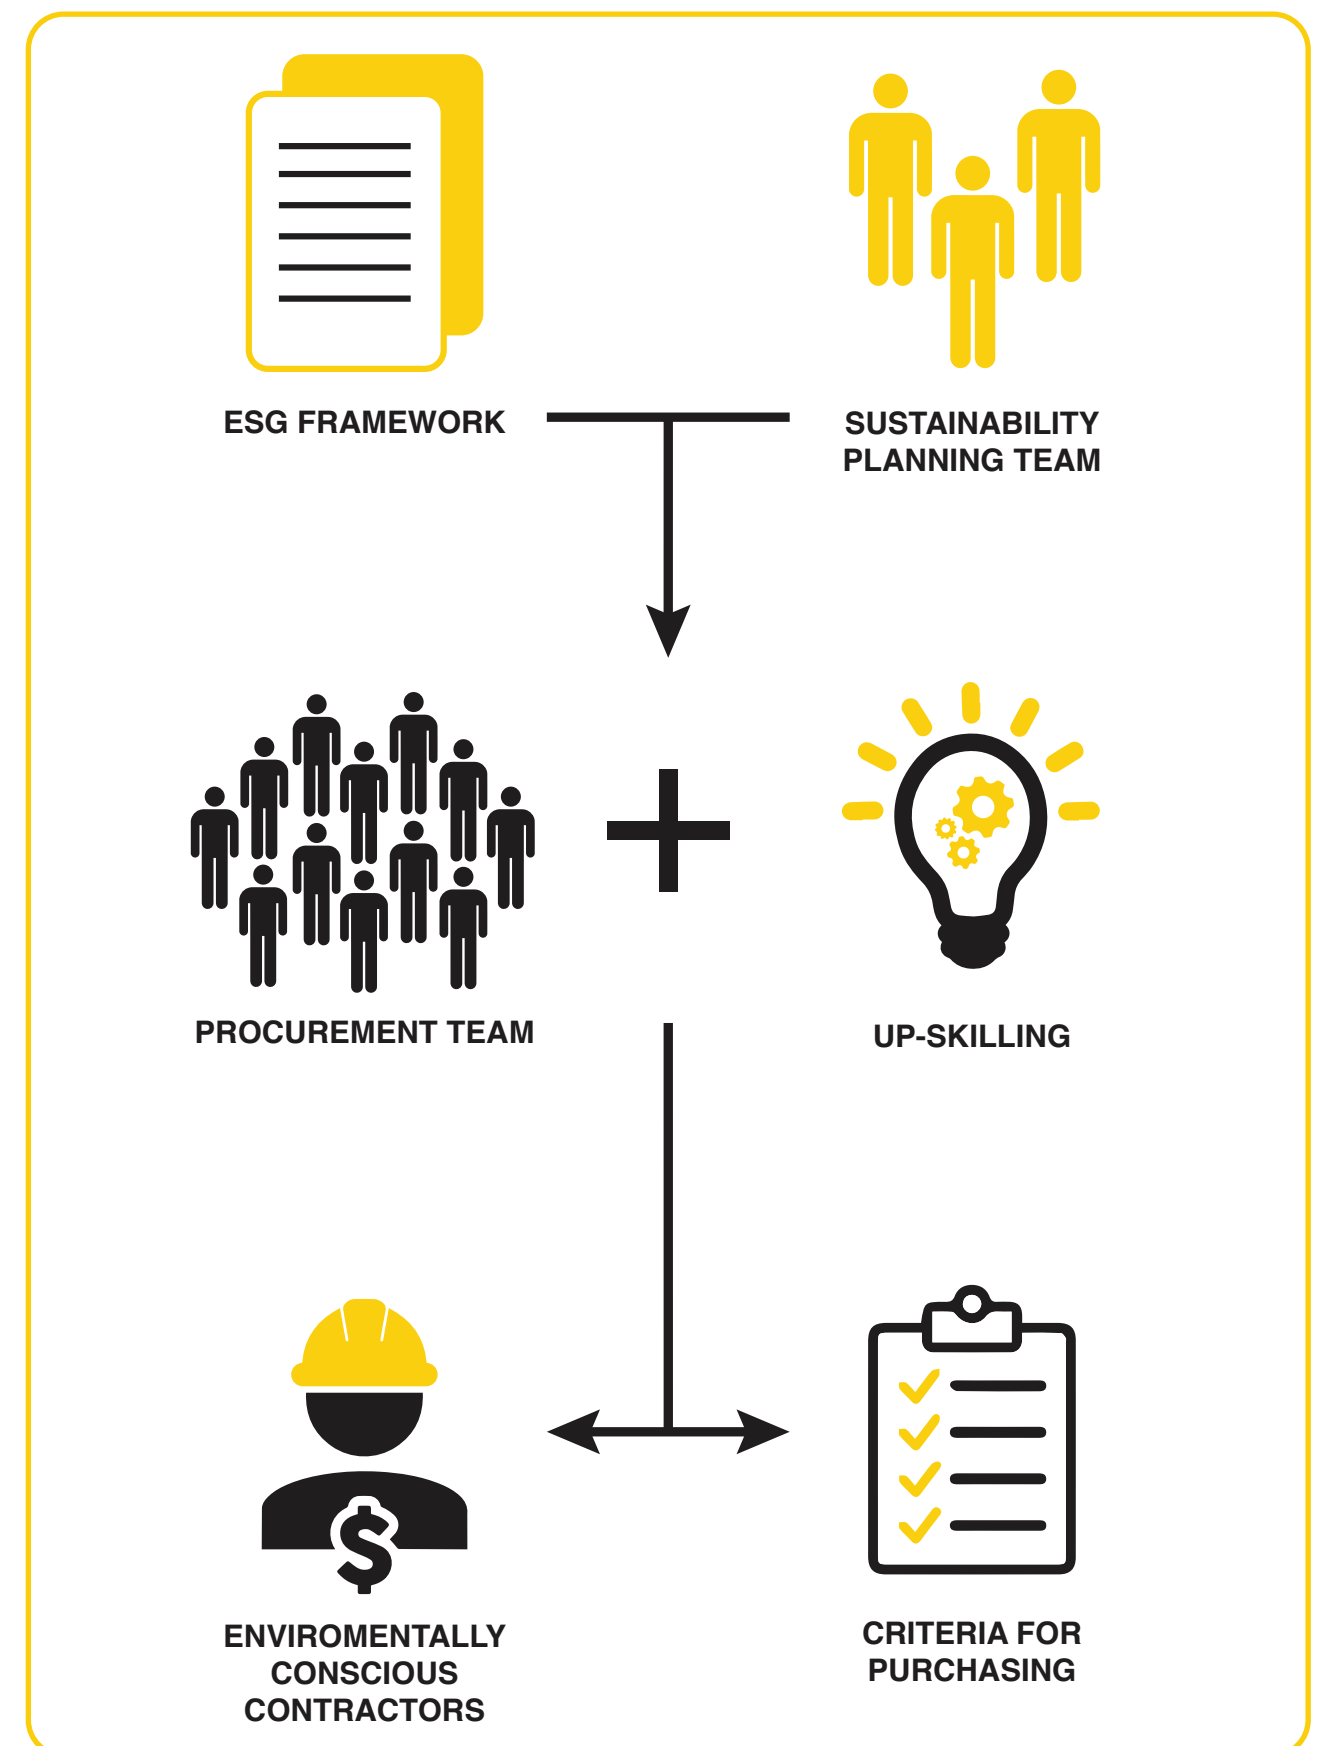 ESG FRAMEWORK
SUSTAINABILITY
PLANNING TEAM
PROCUREMENT TEAM
UP-SKILLING
$
ENVIROMENTALLY
CONSCIOUS
CONTRACTORS
CRITERIA FOR
PURCHASING